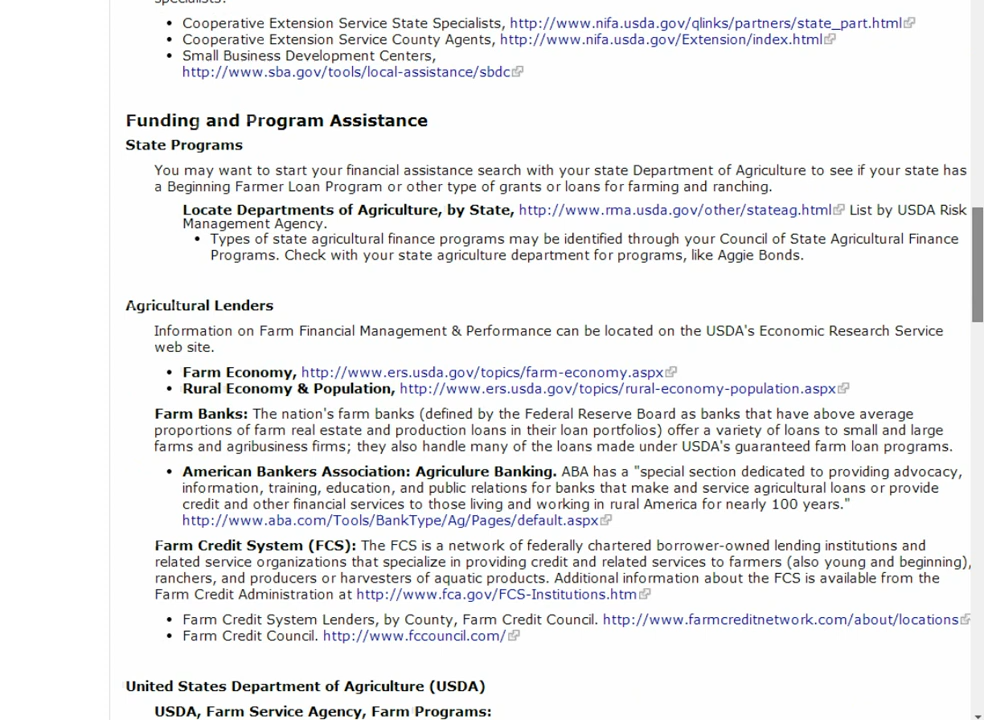 specialists:
• Cooperative Extension Service State Specialists, http://www.nifa.usda.gov/qlinks/partners/state_part.html
• Cooperative Extension Service County Agents, http://www.nifa.usda.gov/Extension/index.html
• Small Business Development Centers,
http://www.sba.gov/tools/local-assistance/sbdc
Funding and Program Assistance
State Programs
You may want to start your financial assistance search with your state Department of Agriculture to see if your state has
a Beginning Farmer Loan Program or other type of grants or loans for farming and ranching.
Locate Departments of Agriculture, by State, http://www.rma.usda.gov/other/stateag.html List by USDA Risk
Management Agency.
• Types of state agricultural finance programs may be identified through your Council of State Agricultural Finance
Programs. Check with your state agriculture department for programs, like Aggie Bonds.
Agricultural Lenders
Information on Farm Financial Management & Performance can be located on the USDA's Economic Research Service
web site.
• Farm Economy, http://www.ers.usda.gov/topics/farm-economy.aspx
• Rural Economy & Population, http://www.ers.usda.gov/topics/rural-economy-population.aspx
Farm Banks: The nation's farm banks (defined by the Federal Reserve Board as banks that have above average
proportions of farm real estate and production loans in their loan portfolios) offer a variety of loans to small and large
farms and agribusiness firms; they also handle many of the loans made under USDA's guaranteed farm loan programs.
• American Bankers Association: Agriculure Banking. ABA has a "special section dedicated to providing advocacy,
information, training, education, and public relations for banks that make and service agricultural loans or provide
credit and other financial services to those living and working in rural America for nearly 100 years."
http://www.aba.com/Tools/BankType/Ag/Pages/default.aspx
Farm Credit System (FCS): The FCS is a network of federally chartered borrower-owned lending institutions and
related service organizations that specialize in providing credit and related services to farmers (also young and beginning),
ranchers, and producers or harvesters of aquatic products. Additional information about the FCS is available from the
Farm Credit Administration at http://www.fca.gov/FCS-Institutions.htm
• Farm Credit System Lenders, by County, Farm Credit Council. http://www.farmcreditnetwork.com/about/locations
• Farm Credit Council. http://www.fccouncil.com/
United States Department of Agriculture (USDA)
USDA, Farm Service Agency, Farm Programs: